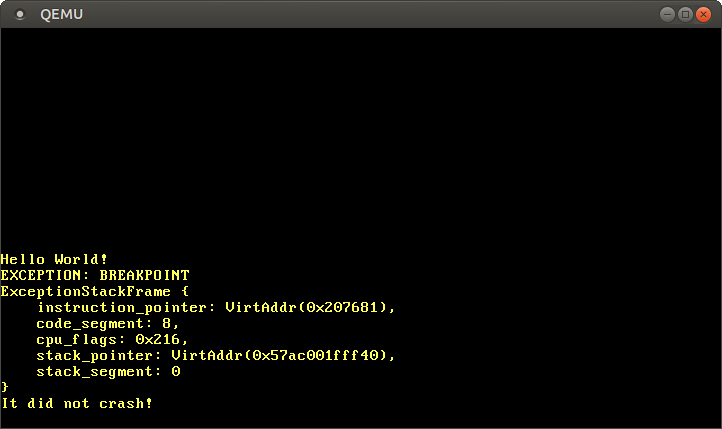 QEMU
Hello World!
EXCEPTION: BREAKPOINT
ExceptionStackFrame {
    instruction_pointer: VirtAddr(0x207681),
    code_segment: 8,
    cpu_flags: 0x216,
    stack_pointer: VirtAddr(0x57ac001fff40),
    stack_segment: 0
}
It did not crash!